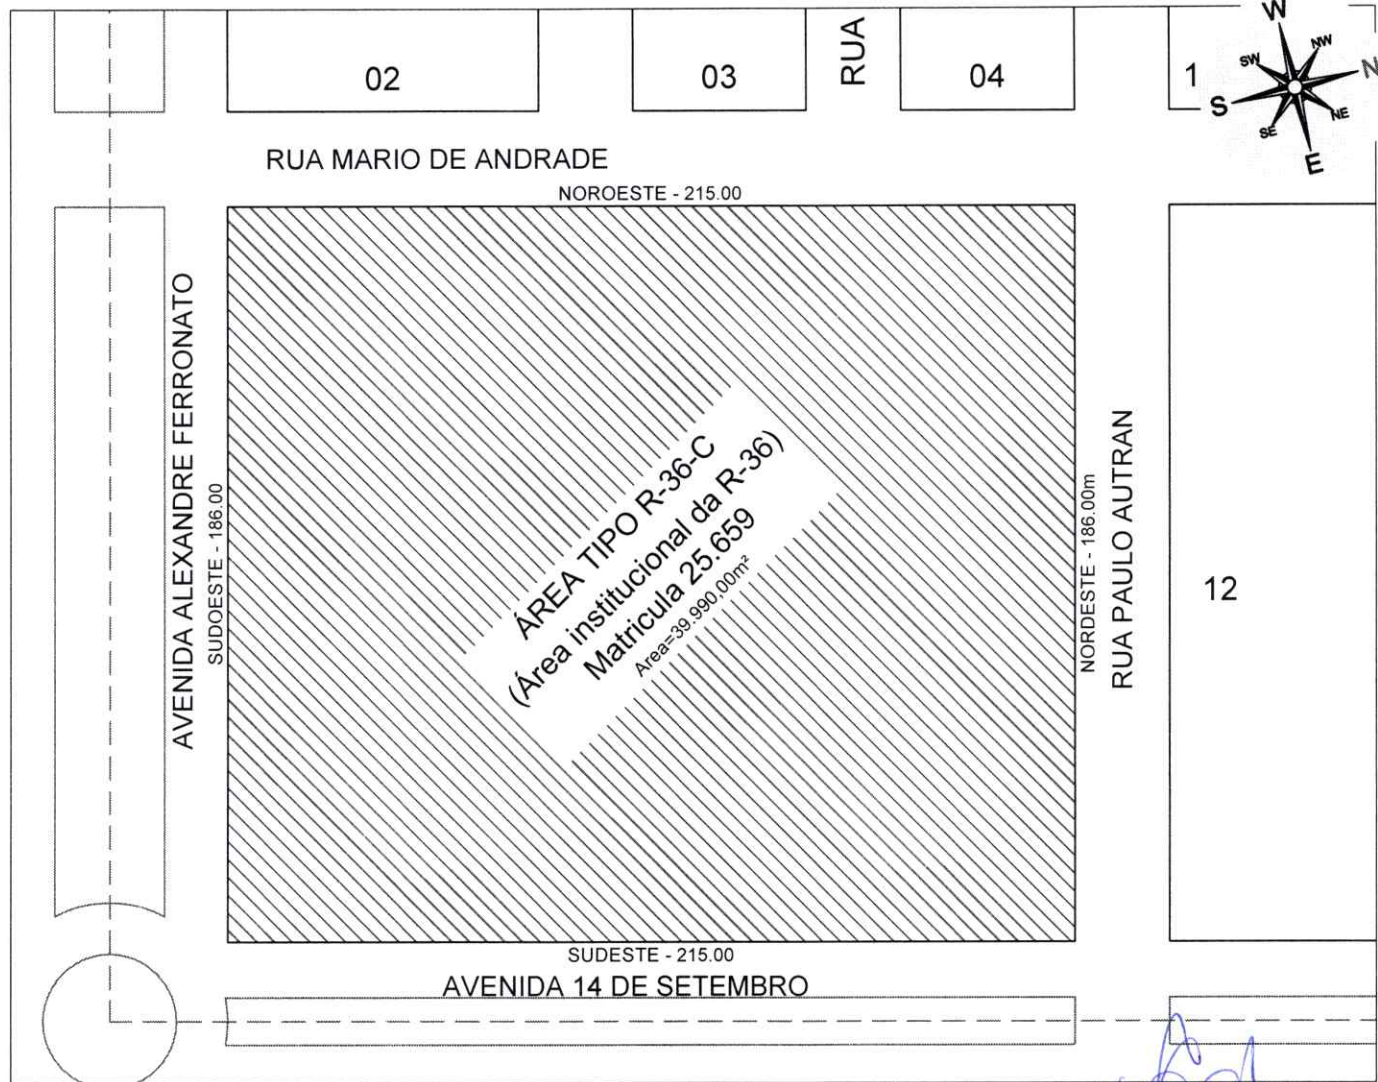 02
03
RUA
04
1
W
NW
N
NE
E
SE
S
SW
RUA MARIO DE ANDRADE
NOROESTE - 215.00
AVENIDA ALEXANDRE FERRONATO
SUDOESTE - 186.00
ÁREA TIPO R-36-C
(Área institucional da R-36)
Matricula 25.659
Area=39.990,00m²
NORDESTE - 186.00m
RUA PAULO AUTRAN
12
SUDESTE - 215.00
AVENIDA 14 DE SETEMBRO